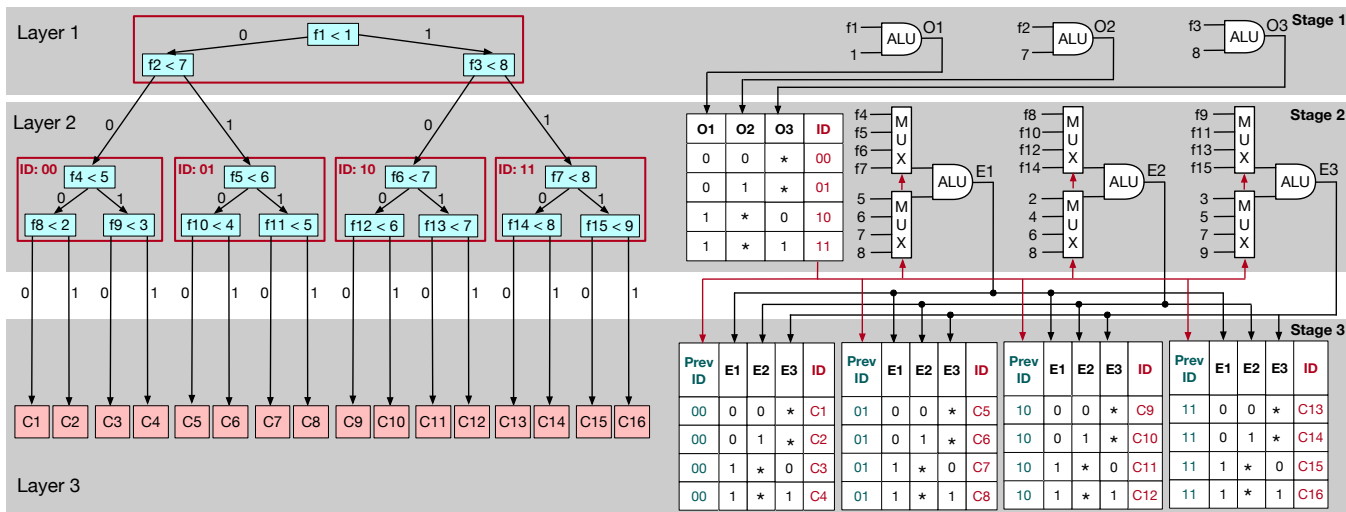 Layer 1
f1 < 1
0
1
f2 < 7
f3 < 8
Stage 1
f1
1
ALU
O1
f2
7
ALU
O2
f3
8
ALU
O3
Layer 2
0
1
0
1
ID: 00
f4 < 5
0
1
f8 < 2
f9 < 3
ID: 01
f5 < 6
0
1
f10 < 4
f11 < 5
ID: 10
f6 < 7
0
1
f12 < 6
f13 < 7
ID: 11
f7 < 8
0
1
f14 < 8
f15 < 9
Stage 2
O1 O2 O3 ID
0 0 * 00
0 1 * 01
1 * 0 10
1 * 1 11
f4
f5
f6
f7
MUX
5
6
7
8
MUX
ALU
E1
f8
f10
f12
f14
MUX
2
4
6
8
MUX
ALU
E2
f9
f11
f13
f15
MUX
3
5
7
9
MUX
ALU
E3
0 1 0 1 0 1 0 1 0 1 0 1 0 1 0 1
C1 C2 C3 C4 C5 C6 C7 C8 C9 C10 C11 C12 C13 C14 C15 C16
Layer 3
Stage 3
Prev ID E1 E2 E3 ID
00 0 0 * C1
00 0 1 * C2
00 1 * 0 C3
00 1 * 1 C4
Prev ID E1 E2 E3 ID
01 0 0 * C5
01 0 1 * C6
01 1 * 0 C7
01 1 * 1 C8
Prev ID E1 E2 E3 ID
10 0 0 * C9
10 0 1 * C10
10 1 * 0 C11
10 1 * 1 C12
Prev ID E1 E2 E3 ID
11 0 0 * C13
11 0 1 * C14
11 1 * 0 C15
11 1 * 1 C16